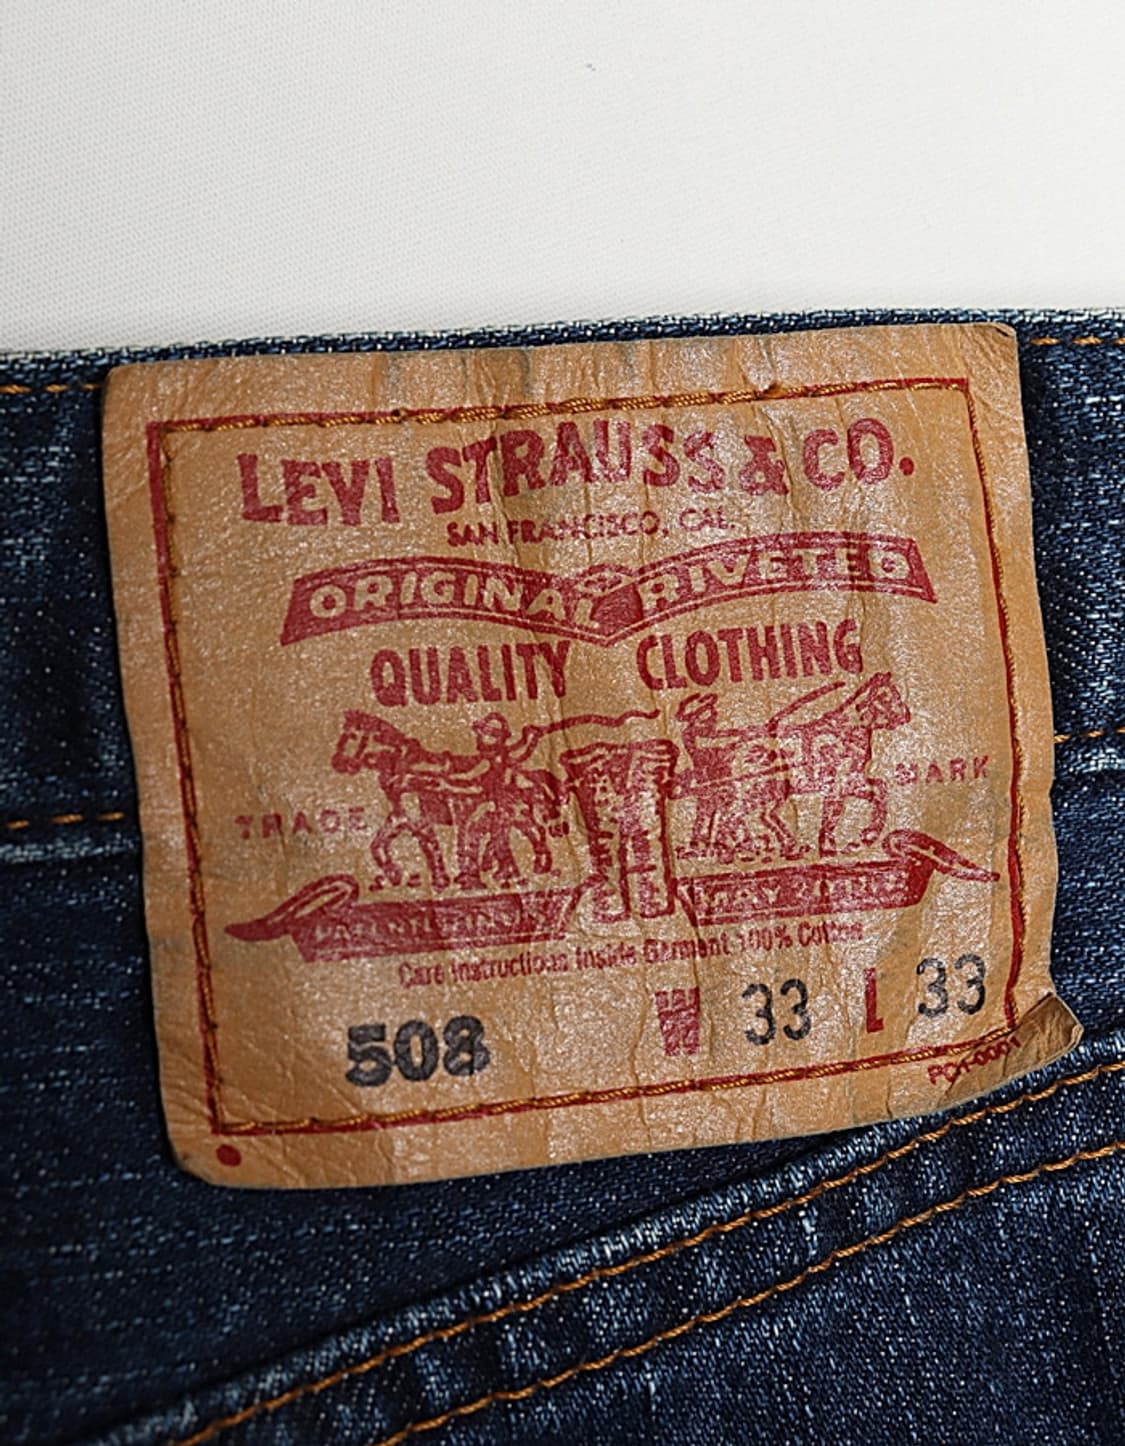 LEVI STRAUSS & CO.
SAN FRANCISCO, CAL.
ORIGINAL RIVETED
QUALITY CLOTHING
TRADE MARK
Care Instructions Inside Garment 100% Cotton
508 W 33 L 33